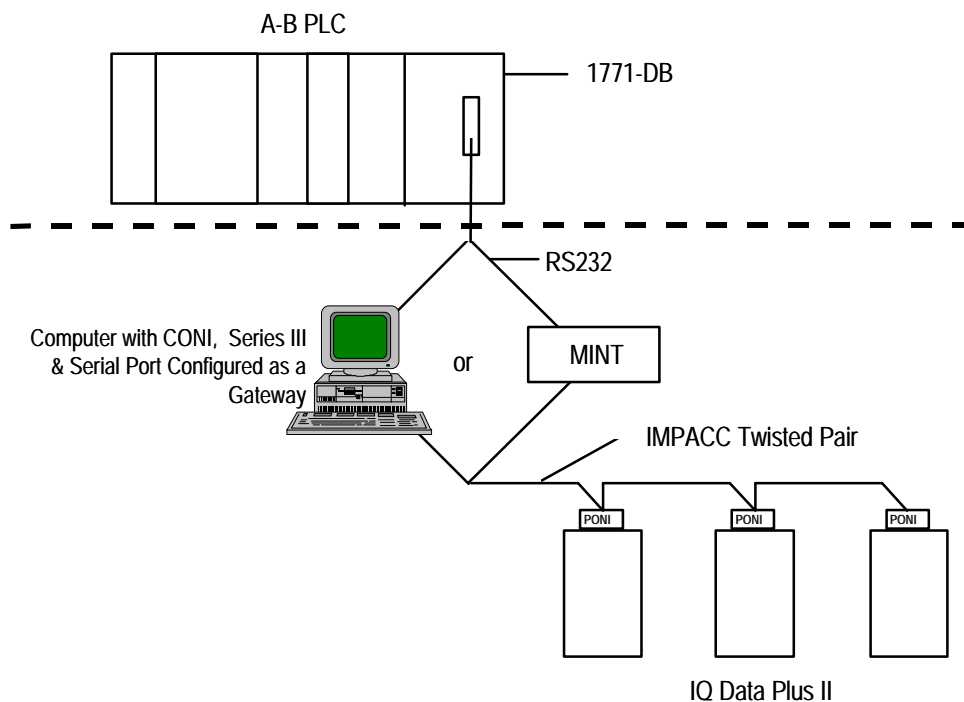 A-B PLC
1771-DB
RS232
Computer with CONI, Series III
& Serial Port Configured as a
Gateway
or
MINT
IMPACC Twisted Pair
PONI
PONI
PONI
IQ Data Plus II